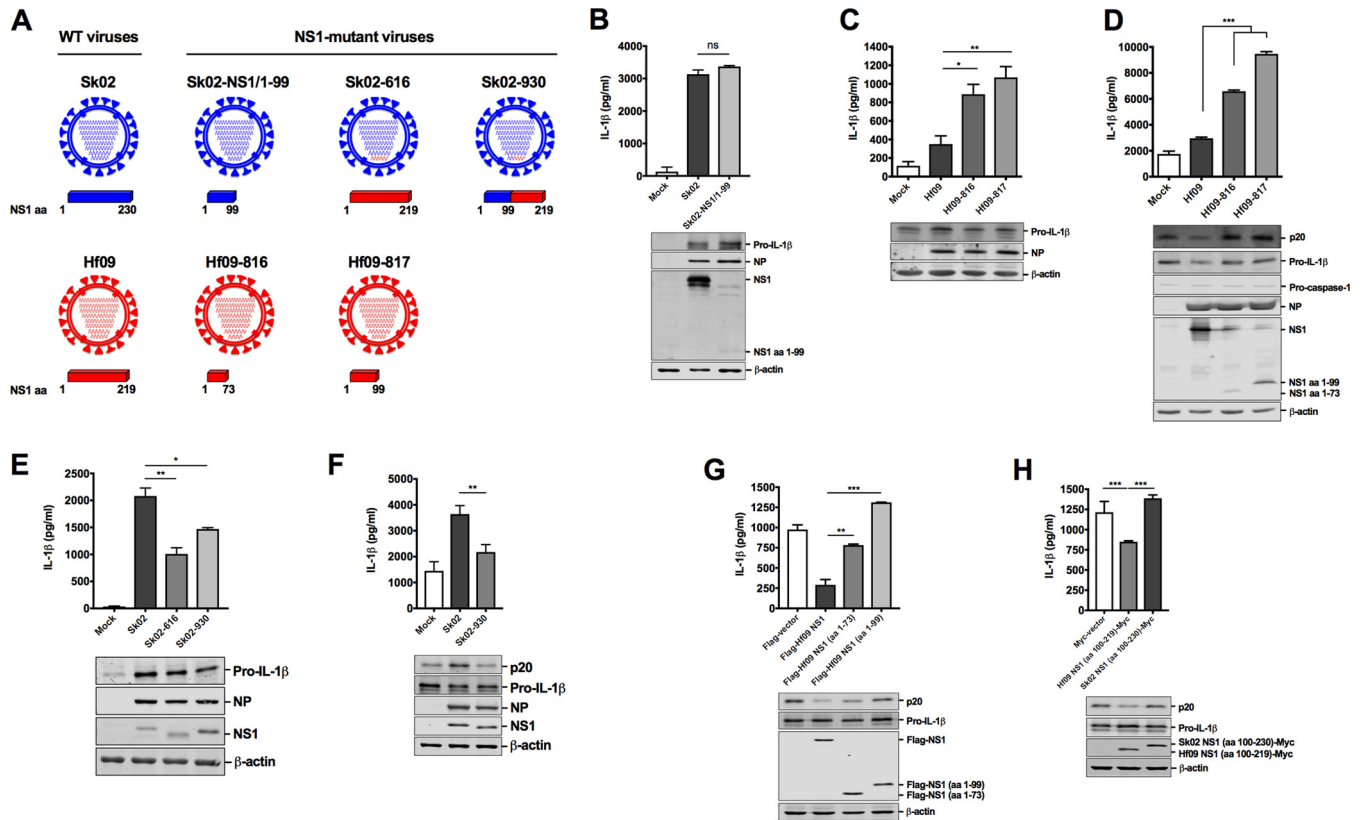 A
WT viruses NS1-mutant viruses
Sk02 Sk02-NS1/1-99 Sk02-616 Sk02-930
NS1 aa 1 230 1 99 1 219 1 99 219
Hf09 Hf09-816 Hf09-817
NS1 aa 1 219 1 73 1 99
B
IL-1β (pg/ml)
4000
3000
2000
1000
0
ns
Mock Sk02 Sk02-NS1/1-99
Pro-IL-1β
NP
NS1
NS1 aa 1-99
β-actin
C
IL-1β (pg/ml)
1400
1200
1000
800
600
400
200
0
**
*
Mock Hf09 Hf09-816 Hf09-817
Pro-IL-1β
NP
β-actin
D
IL-1β (pg/ml)
10000
8000
6000
4000
2000
0
***
Mock Hf09 Hf09-816 Hf09-817
p20
Pro-IL-1β
Pro-caspase-1
NP
NS1
NS1 aa 1-99
NS1 aa 1-73
β-actin
E
IL-1β (pg/ml)
2500
2000
1500
1000
500
0
*
**
Mock Sk02 Sk02-616 Sk02-930
Pro-IL-1β
NP
NS1
β-actin
F
IL-1β (pg/ml)
6000
5000
4000
3000
2000
1000
0
**
Mock Sk02 Sk02-930
p20
Pro-IL-1β
NP
NS1
β-actin
G
IL-1β (pg/ml)
1500
1250
1000
750
500
250
0
***
**
Flag-vector Flag-Hf09 NS1 Flag-Hf09 NS1 (aa 1-73) Flag-Hf09 NS1 (aa 1-99)
p20
Pro-IL-1β
Flag-NS1
Flag-NS1 (aa 1-99)
Flag-NS1 (aa 1-73)
β-actin
H
IL-1β (pg/ml)
1500
1250
1000
750
500
250
0
*** ***
Myc-vector Hf09 NS1 (aa 100-219)-Myc Sk02 NS1 (aa 100-230)-Myc
p20
Pro-IL-1β
Sk02 NS1 (aa 100-230)-Myc
Hf09 NS1 (aa 100-219)-Myc
β-actin